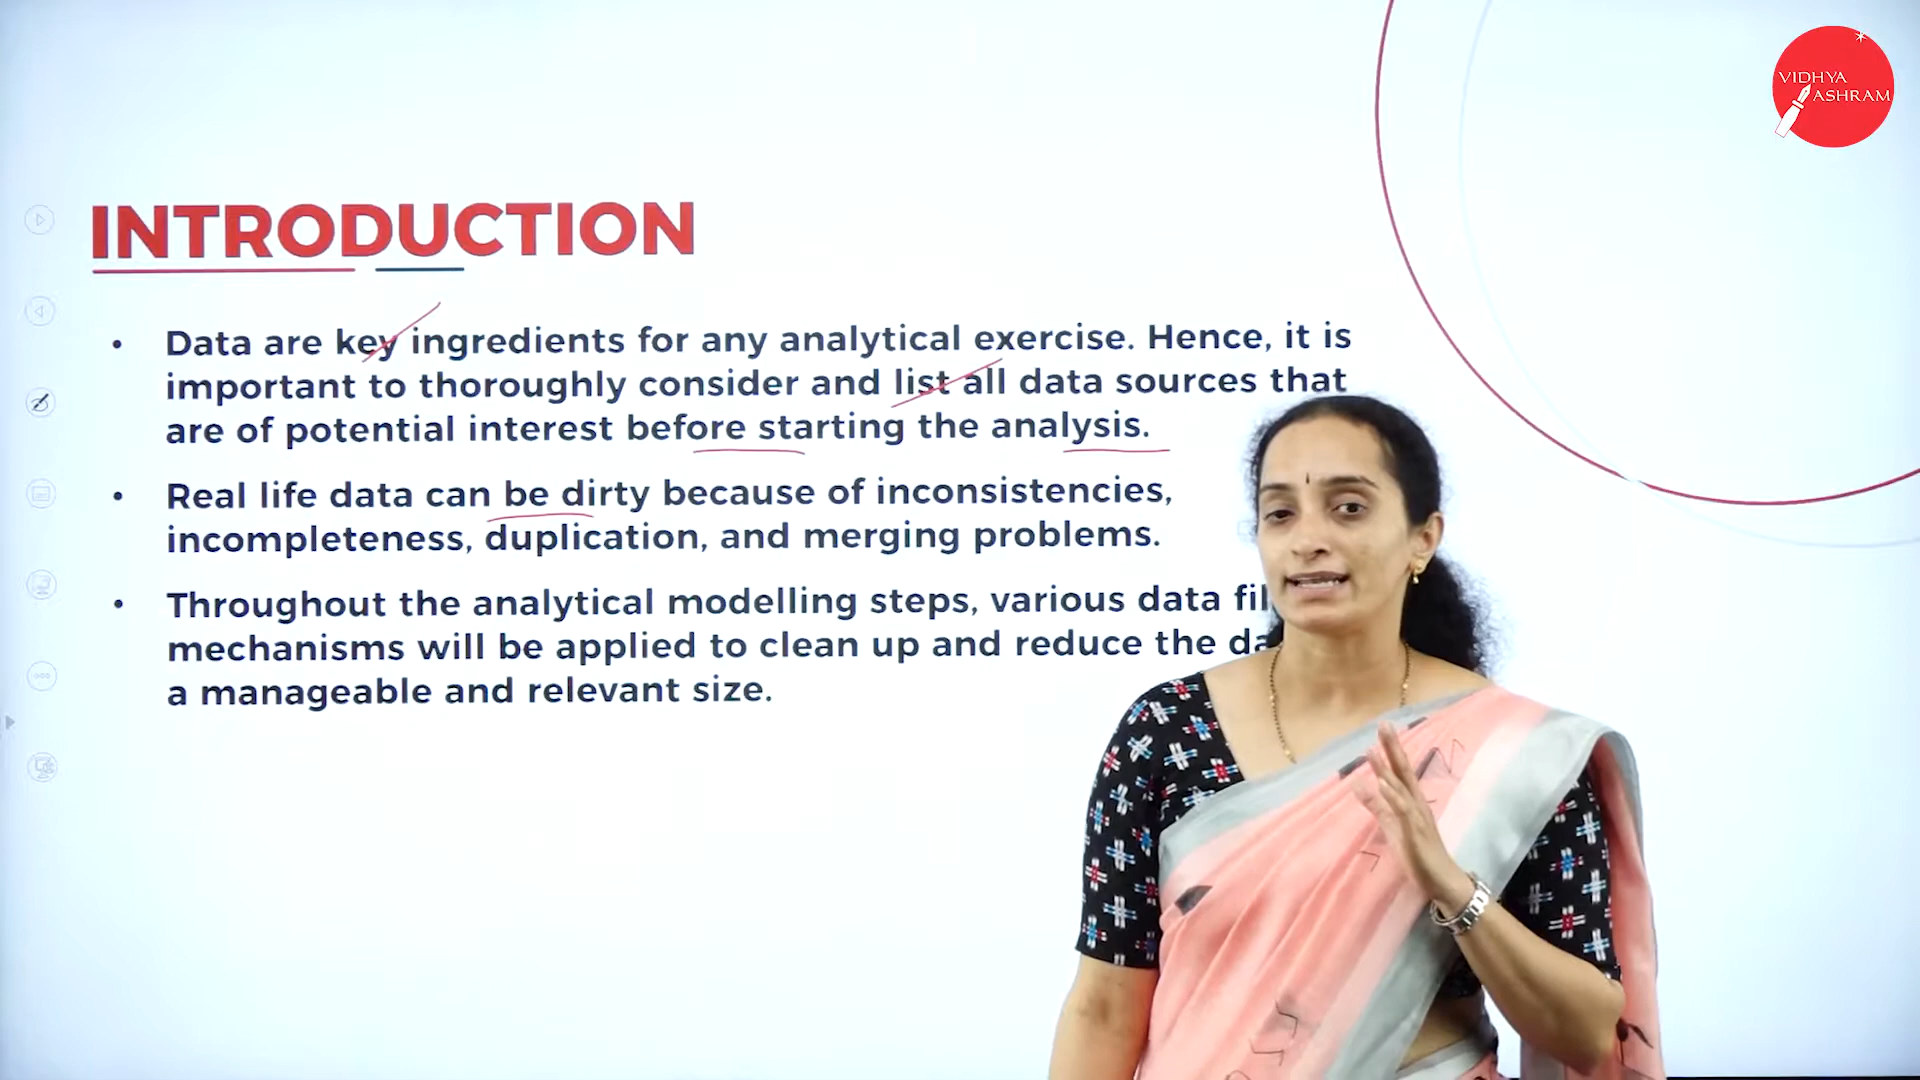 VIDHYA
ASHRAM
INTRODUCTION
• Data are key ingredients for any analytical exercise. Hence, it is
important to thoroughly consider and list all data sources that
are of potential interest before starting the analysis.
• Real life data can be dirty because of inconsistencies,
incompleteness, duplication, and merging problems.
• Throughout the analytical modelling steps, various data
mechanisms will be applied to clean up and reduce the
a manageable and relevant size.